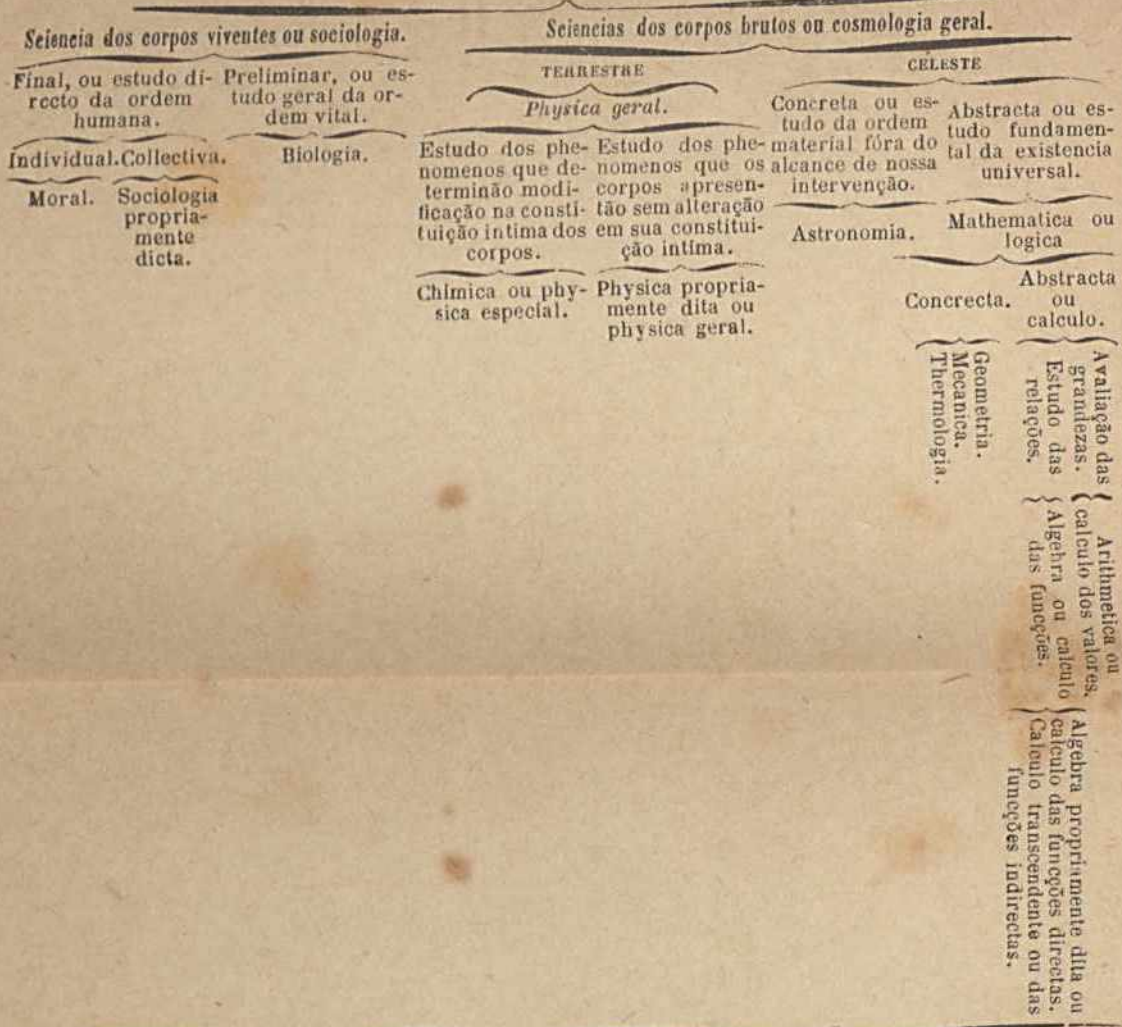 Sciencia dos corpos viventes ou sociologia.
Final, ou estudo di-
recto da ordem
humana.
Preliminar, ou es-
tudo geral da or-
dem vital.
Individual.
Collectiva.
Biologia.
Moral.
Sociologia
propria-
mente
dicta.
Sciencias dos corpos brutos ou cosmologia geral.
TERRESTRE
Physica geral.
Estudo dos phe-
nomenos que de-
terminão modi-
ficação na consti-
tuição intima dos
corpos.
Estudo dos phe-
nomenos que os
corpos apresen-
tão sem alteração
em sua constitui-
ção intima.
Chimica ou phy-
sica especial.
Physica propria-
mente dita ou
physica geral.
CÉLESTE
Concreta ou es-
tudo da ordem
material fóra do
alcance de nossa
intervenção.
Abstracta ou es-
tudo fundamen-
tal da existencia
universal.
Astronomia.
Mathematica ou
logica
Concrecta.
Abstracta
ou
calculo.
Geometria.
Mecanica.
Thermologia.
Avaliação das
grandezas.
Estudo das
relações.
Arithmetica ou
calculo dos valores.
Algebra ou calculo
das funcções.
Algebra propriamente dita ou
calculo das funcções directas.
Calculo transcendente ou das
funcções indirectas.